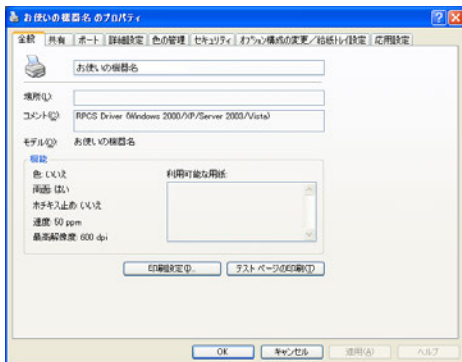 お使いの機器名 のプロパティ
全般 共有 ポート 詳細設定 色の管理 セキュリティ オプション構成の変更/給紙トレイ設定 応用設定
お使いの機器名
場所(L):
コメント(C): RPCS Driver (Windows 2000/XP/Server 2003/Vista)
モデル(O): お使いの機器名
機能
色: いいえ 利用可能な用紙:
両面: はい
ホチキス止め: いいえ
速度: 50 ppm
最高解像度: 600 dpi
印刷設定(I)... テスト ページの印刷(T)
OK キャンセル 適用(A) ヘルプ